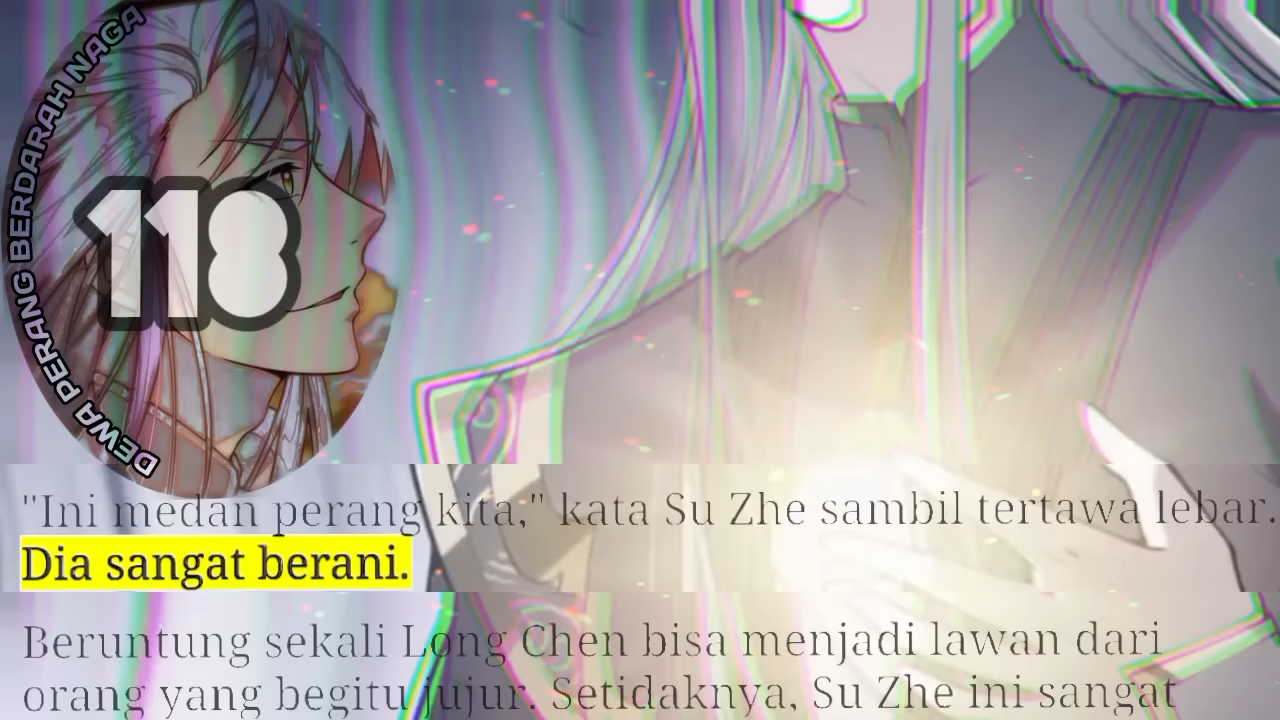 DEWA PERANG BERDARAH NAGA
118
"Ini medan perang kita," kata Su Zhe sambil tertawa lebar.
Dia sangat berani.
Beruntung sekali Long Chen bisa menjadi lawan dari
orang yang begitu jujur. Setidaknya, Su Zhe ini sangat